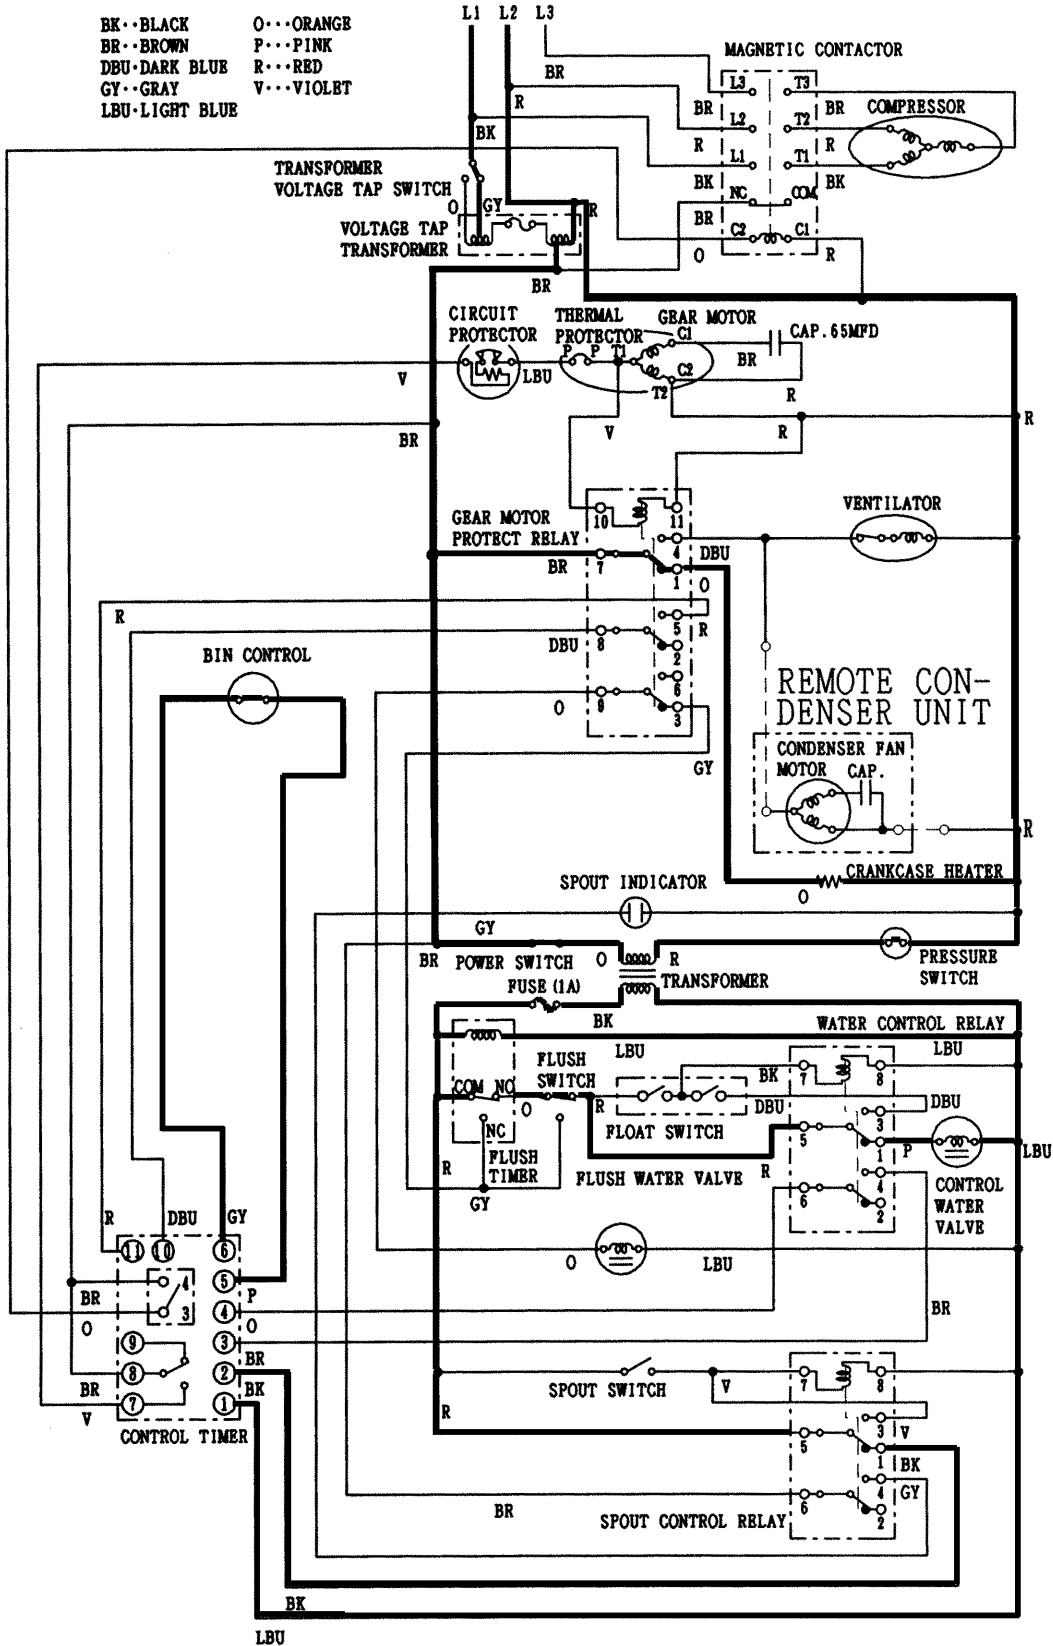 L1 L2 L3
BK··BLACK O···ORANGE
BR··BROWN P···PINK
DBU·DARK BLUE R···RED
GY··GRAY V···VIOLET
LBU·LIGHT BLUE
MAGNETIC CONTACTOR
BR
R
BK
L3 T3
BR BR
COMPRESSOR
L2 T2
R R
L1 T1
BK BK
NC COM
BR
C2 C1
O R
TRANSFORMER
VOLTAGE TAP SWITCH
O GY R
VOLTAGE TAP
TRANSFORMER
BR
CIRCUIT
PROTECTOR
THERMAL
PROTECTOR
GEAR MOTOR
C1
CAP.65MFD
P P T1
BR
V LBU
C2
T2
R
R
BR V R
10 11
VENTILATOR
GEAR MOTOR
PROTECT RELAY
4
DBU
BR 7 1
O
R
5
R
DBU 8 2
BIN CONTROL
6
O 9 3
GY
REMOTE CON-
DENSER UNIT
CONDENSER FAN
MOTOR CAP.
R
CRANKCASE HEATER
O
SPOUT INDICATOR
GY
BR POWER SWITCH O R
PRESSURE
SWITCH
TRANSFORMER
FUSE (1A)
BK
WATER CONTROL RELAY
LBU LBU
FLUSH
SWITCH
BK 7 8
COM NO
O R DBU DBU
3
FLOAT SWITCH
NC
5 1
P LBU
FLUSH
TIMER
R
FLUSH WATER VALVE R
4
GY
6 2
CONTROL
WATER
VALVE
R DBU GY
11 10 6
O LBU
5
4
BR P
3 4
O O
BR
9 3
BR
8 2
BR BK
7 1
V
CONTROL TIMER
SPOUT SWITCH V
7 8
R
3
V
5 1
BK
4
GY
BR 6 2
SPOUT CONTROL RELAY
BK
LBU